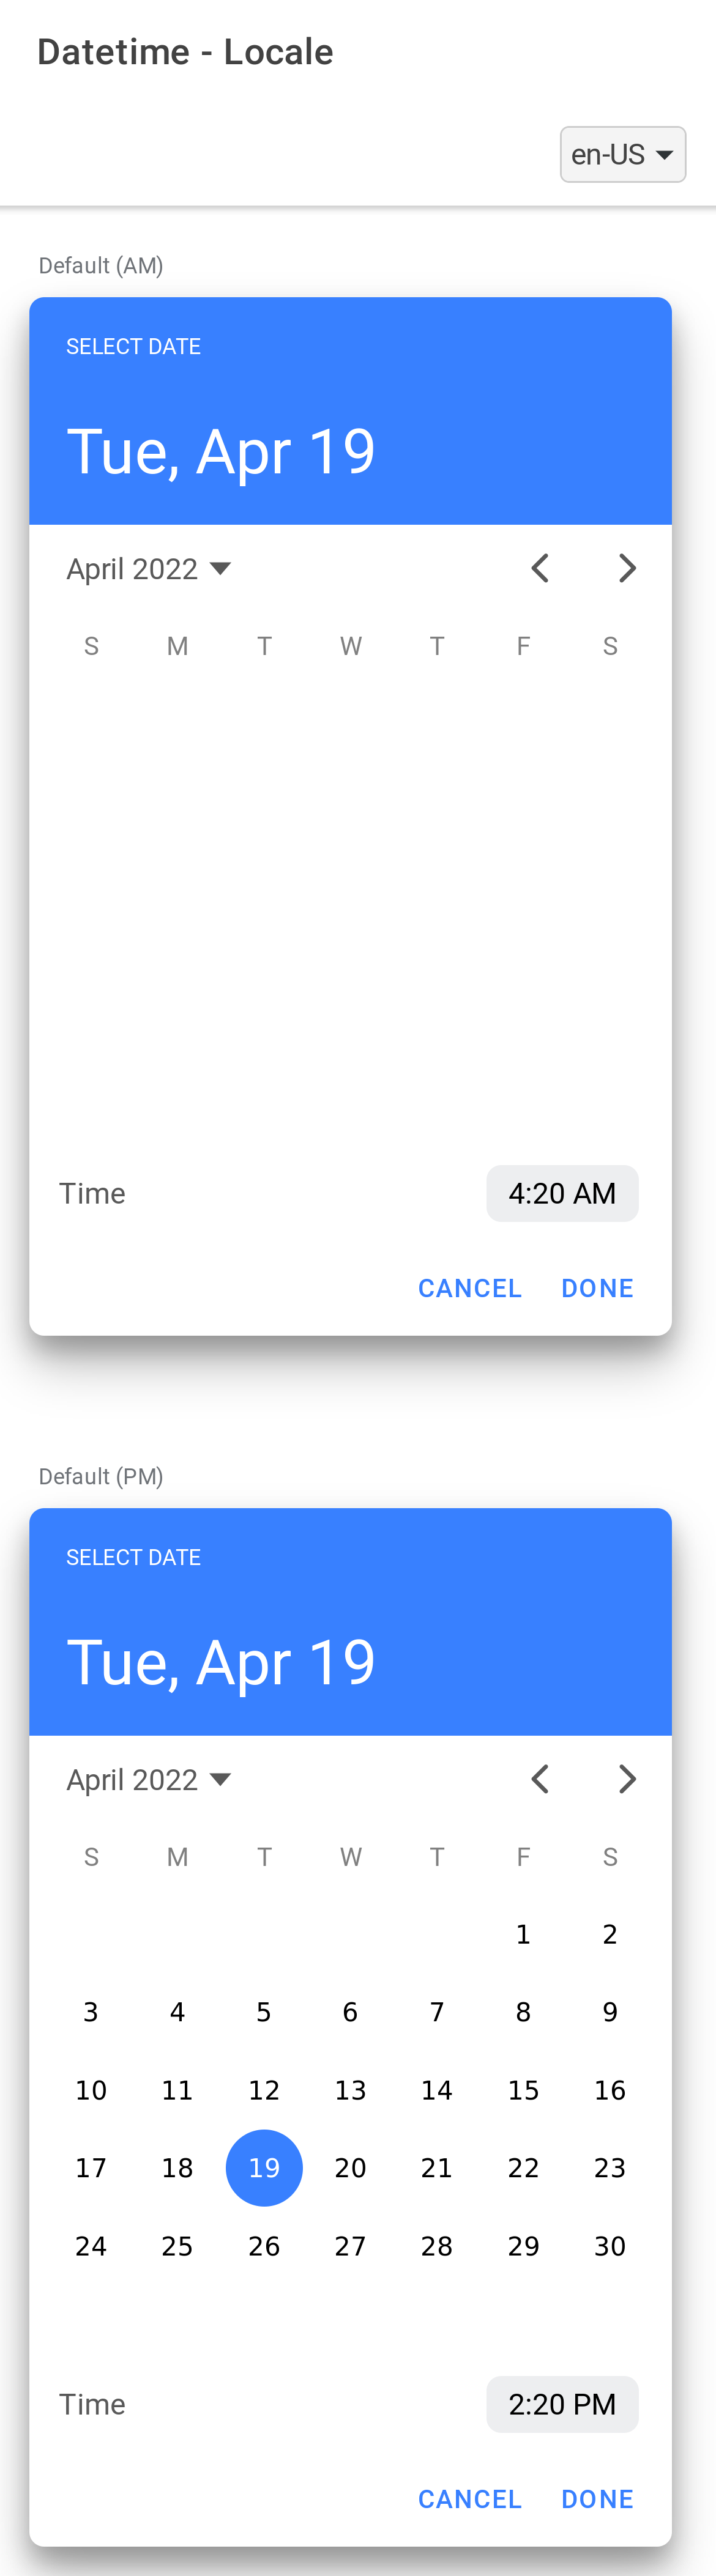 Datetime - Locale
en-US
Default (AM)
SELECT DATE
Tue, Apr 19
April 2022
S M T W T F S
Time 4:20 AM
CANCEL DONE
Default (PM)
SELECT DATE
Tue, Apr 19
April 2022
S M T W T F S
1 2
3 4 5 6 7 8 9
10 11 12 13 14 15 16
17 18 19 20 21 22 23
24 25 26 27 28 29 30
Time 2:20 PM
CANCEL DONE